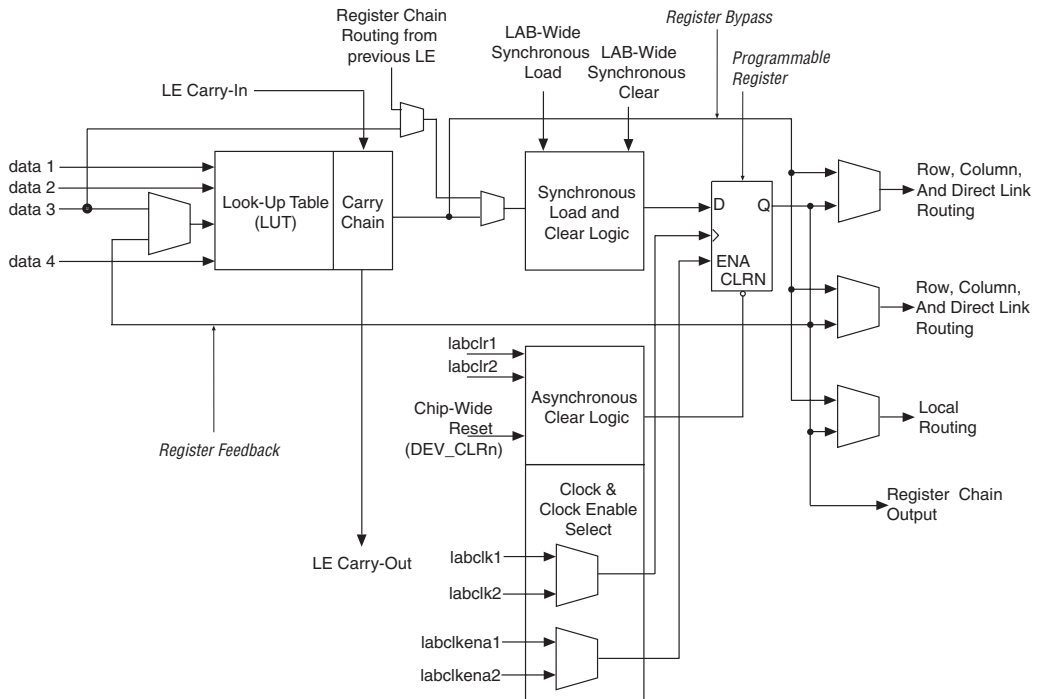 Register Chain
Routing from
previous LE
LAB-Wide
Synchronous
Load
LAB-Wide
Synchronous
Clear
Register Bypass
Programmable
Register
LE Carry-In
data 1
data 2
data 3
data 4
Look-Up Table
(LUT)
Carry
Chain
Synchronous
Load and
Clear Logic
D
Q
ENA
CLRN
Row, Column,
And Direct Link
Routing
Row, Column,
And Direct Link
Routing
Local
Routing
Register Chain
Output
Register Feedback
labclr1
labclr2
Chip-Wide
Reset
(DEV_CLRn)
Asynchronous
Clear Logic
Clock &
Clock Enable
Select
LE Carry-Out
labclk1
labclk2
labclkena1
labclkena2